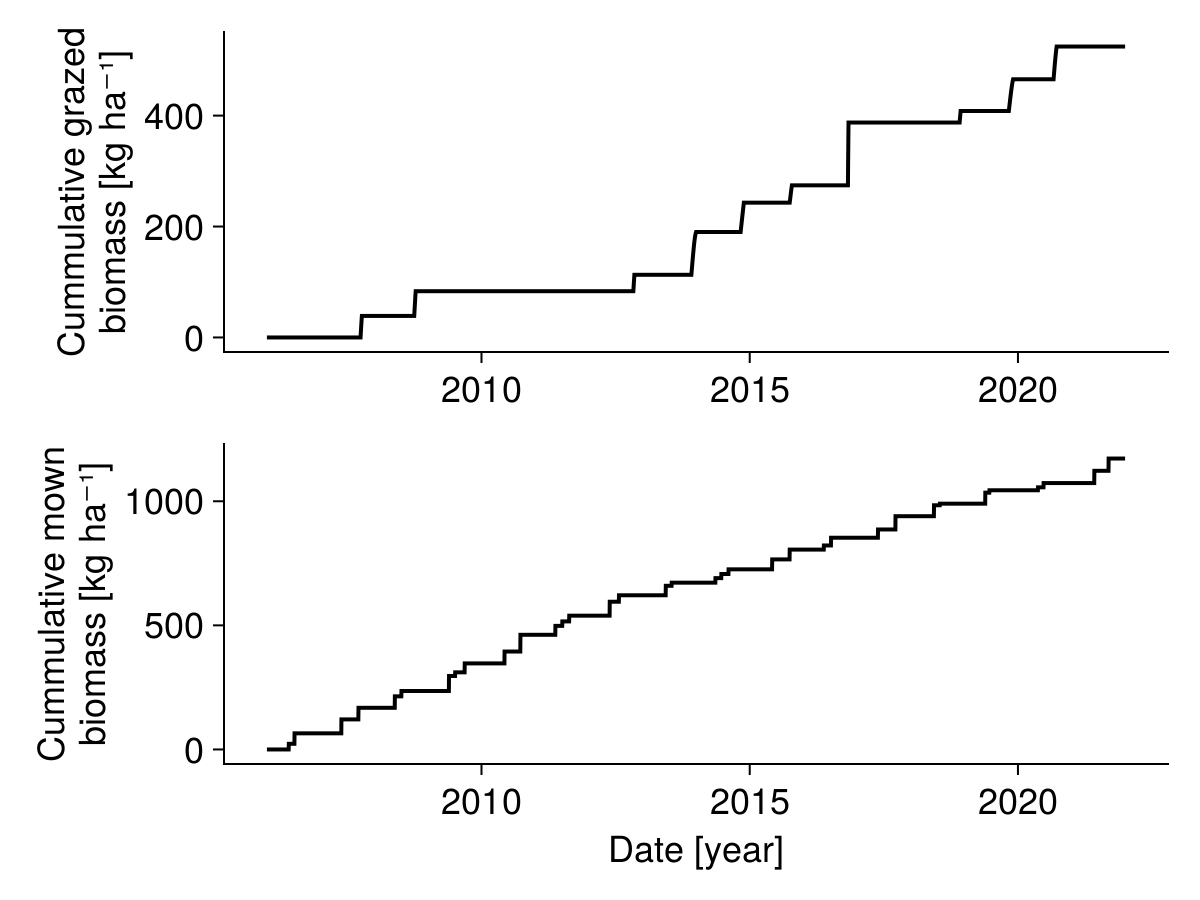 Cummulative grazed
biomass [kg ha⁻¹]
400
200
0
2010 2015 2020
Cummulative mown
biomass [kg ha⁻¹]
1000
500
0
2010 2015 2020
Date [year]